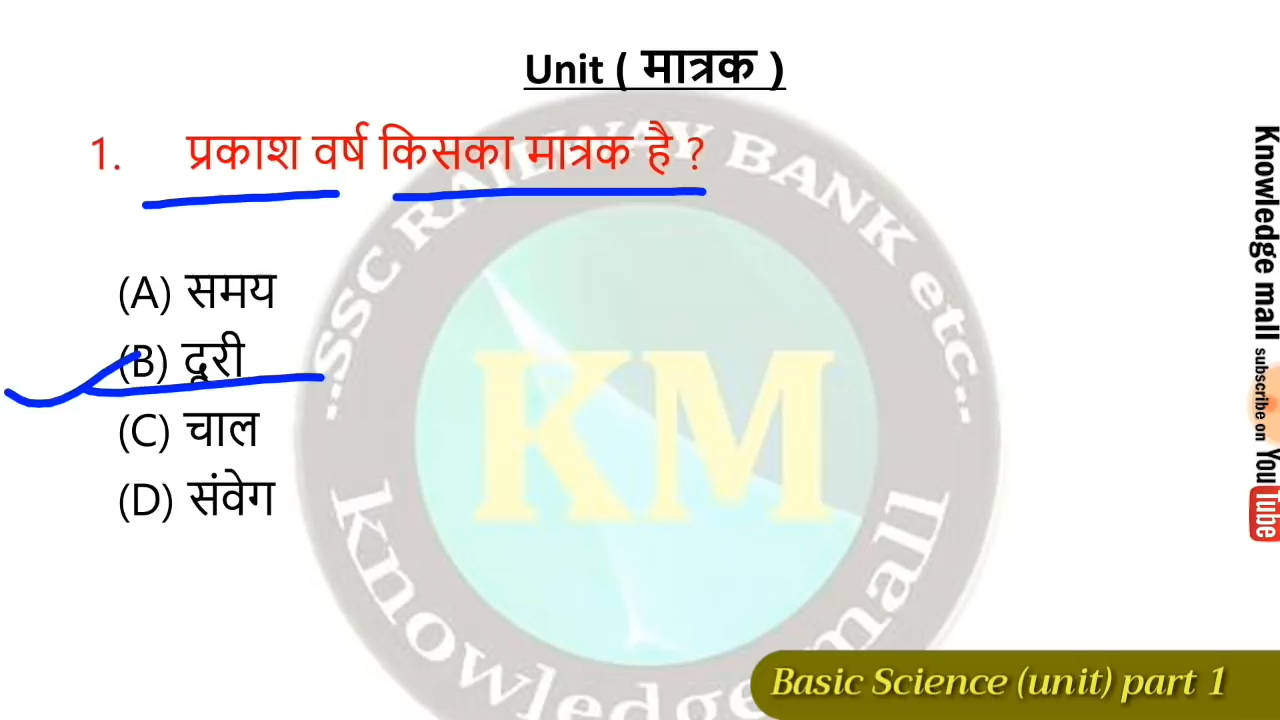 Unit ( मात्रक )
1. प्रकाश वर्ष किसका मात्रक है ?
(A) समय
(B) दूरी
(C) चाल
(D) संवेग
...SSC RAILWAY BANK etc...
KM
knowledge mall
Knowledge mall subscribe on YouTube
Basic Science (unit) part 1